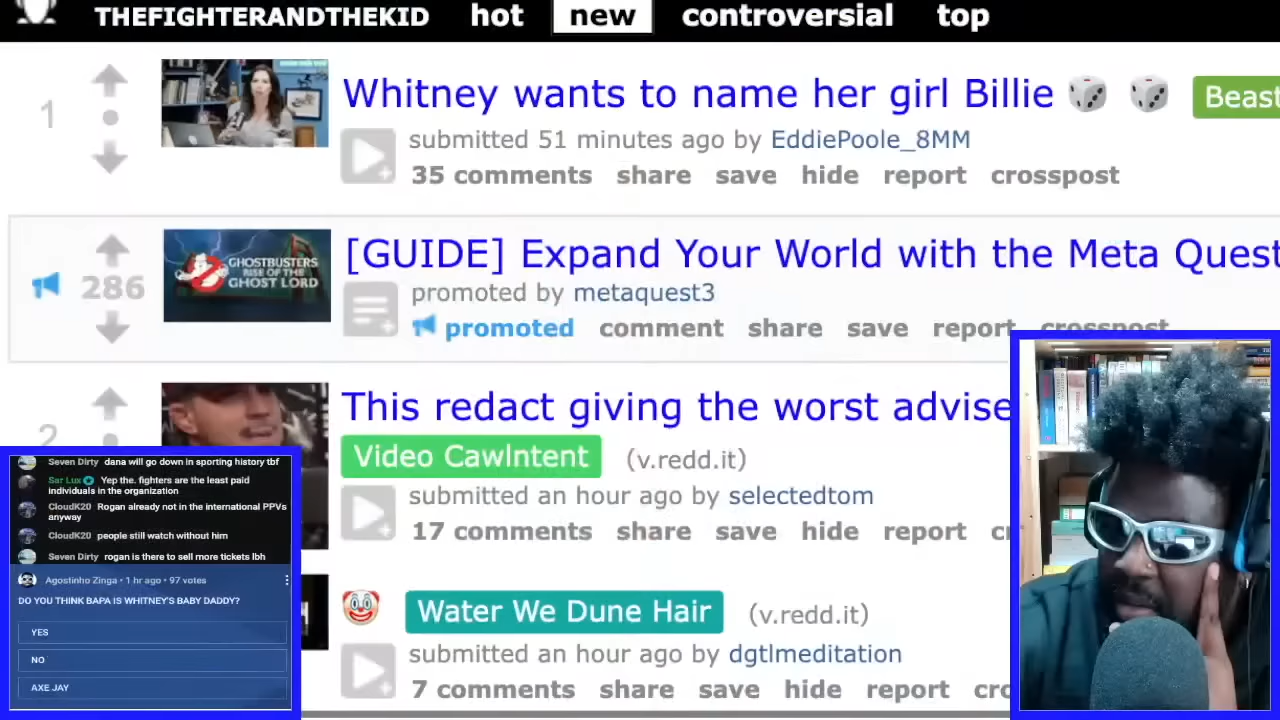 THEFIGHTERANDTHEKID hot new controversial top
1
Whitney wants to name her girl Billie 🎲 🎲 Beast
submitted 51 minutes ago by EddiePoole_8MM
35 comments share save hide report crosspost
286
GHOSTBUSTERS
RISE OF THE
GHOST LORD
[GUIDE] Expand Your World with the Meta Quest
promoted by metaquest3
promoted comment share save report crosspost
2
This redact giving the worst advise
Video Cawlntent (v.redd.it)
submitted an hour ago by selectedtom
17 comments share save hide report cr
🤡 Water We Dune Hair (v.redd.it)
submitted an hour ago by dgtlmeditation
7 comments share save hide report cro
Seven Dirty dana will go down in sporting history tbf
Sar Lux Yep the. fighters are the least paid
individuals in the organization
CloudK20 Rogan already not in the international PPVs
anyway
CloudK20 people still watch without him
Seven Dirty rogan is there to sell more tickets lbh
Agostinho Zinga • 1 hr ago • 97 votes
DO YOU THINK BAPA IS WHITNEY'S BABY DADDY?
YES
NO
AXE JAY